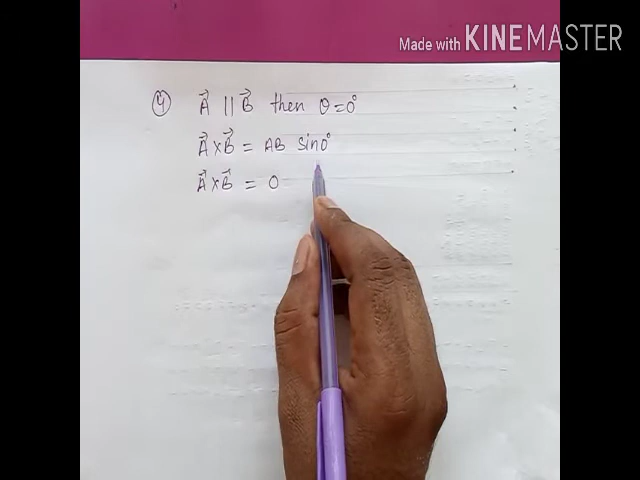 Made with KINEMASTER
4 A⃗ || B⃗ then θ = 0°
A⃗ × B⃗ = AB Sin0°
A⃗ × B⃗ = 0